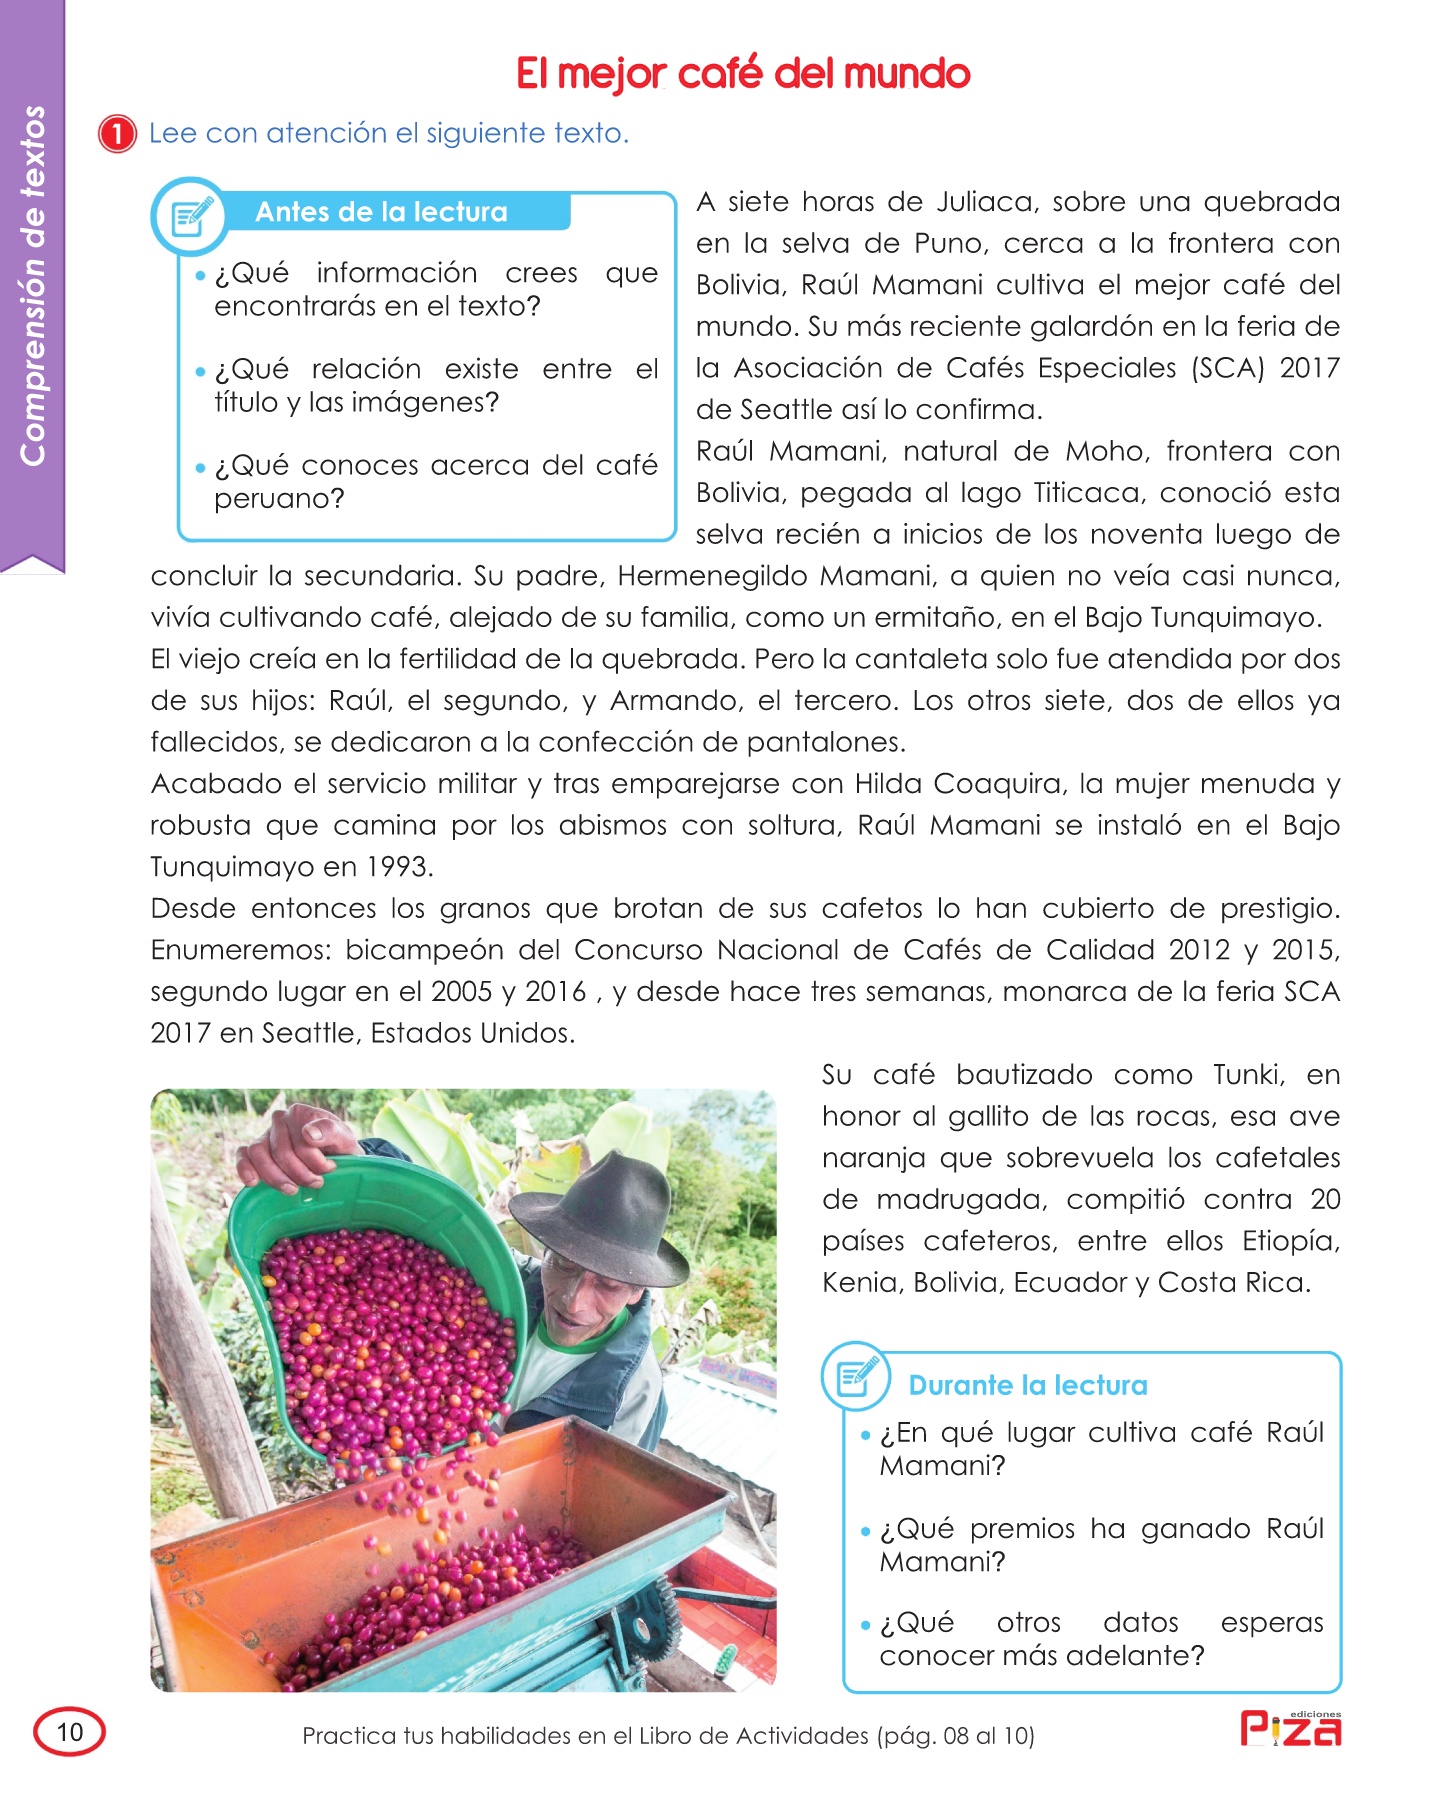 Comprensión de textos
El mejor café del mundo
1 Lee con atención el siguiente texto.
Antes de la lectura
• ¿Qué información crees que
encontrarás en el texto?
• ¿Qué relación existe entre el
título y las imágenes?
• ¿Qué conoces acerca del café
peruano?
A siete horas de Juliaca, sobre una quebrada
en la selva de Puno, cerca a la frontera con
Bolivia, Raúl Mamani cultiva el mejor café del
mundo. Su más reciente galardón en la feria de
la Asociación de Cafés Especiales (SCA) 2017
de Seattle así lo confirma.
Raúl Mamani, natural de Moho, frontera con
Bolivia, pegada al lago Titicaca, conoció esta
selva recién a inicios de los noventa luego de
concluir la secundaria. Su padre, Hermenegildo Mamani, a quien no veía casi nunca,
vivía cultivando café, alejado de su familia, como un ermitaño, en el Bajo Tunquimayo.
El viejo creía en la fertilidad de la quebrada. Pero la cantaleta solo fue atendida por dos
de sus hijos: Raúl, el segundo, y Armando, el tercero. Los otros siete, dos de ellos ya
fallecidos, se dedicaron a la confección de pantalones.
Acabado el servicio militar y tras emparejarse con Hilda Coaquira, la mujer menuda y
robusta que camina por los abismos con soltura, Raúl Mamani se instaló en el Bajo
Tunquimayo en 1993.
Desde entonces los granos que brotan de sus cafetos lo han cubierto de prestigio.
Enumeremos: bicampeón del Concurso Nacional de Cafés de Calidad 2012 y 2015,
segundo lugar en el 2005 y 2016 , y desde hace tres semanas, monarca de la feria SCA
2017 en Seattle, Estados Unidos.
Su café bautizado como Tunki, en
honor al gallito de las rocas, esa ave
naranja que sobrevuela los cafetales
de madrugada, compitió contra 20
países cafeteros, entre ellos Etiopía,
Kenia, Bolivia, Ecuador y Costa Rica.
Durante la lectura
• ¿En qué lugar cultiva café Raúl
Mamani?
• ¿Qué premios ha ganado Raúl
Mamani?
• ¿Qué otros datos esperas
conocer más adelante?
10
Practica tus habilidades en el Libro de Actividades (pág. 08 al 10)
ediciones
Piza